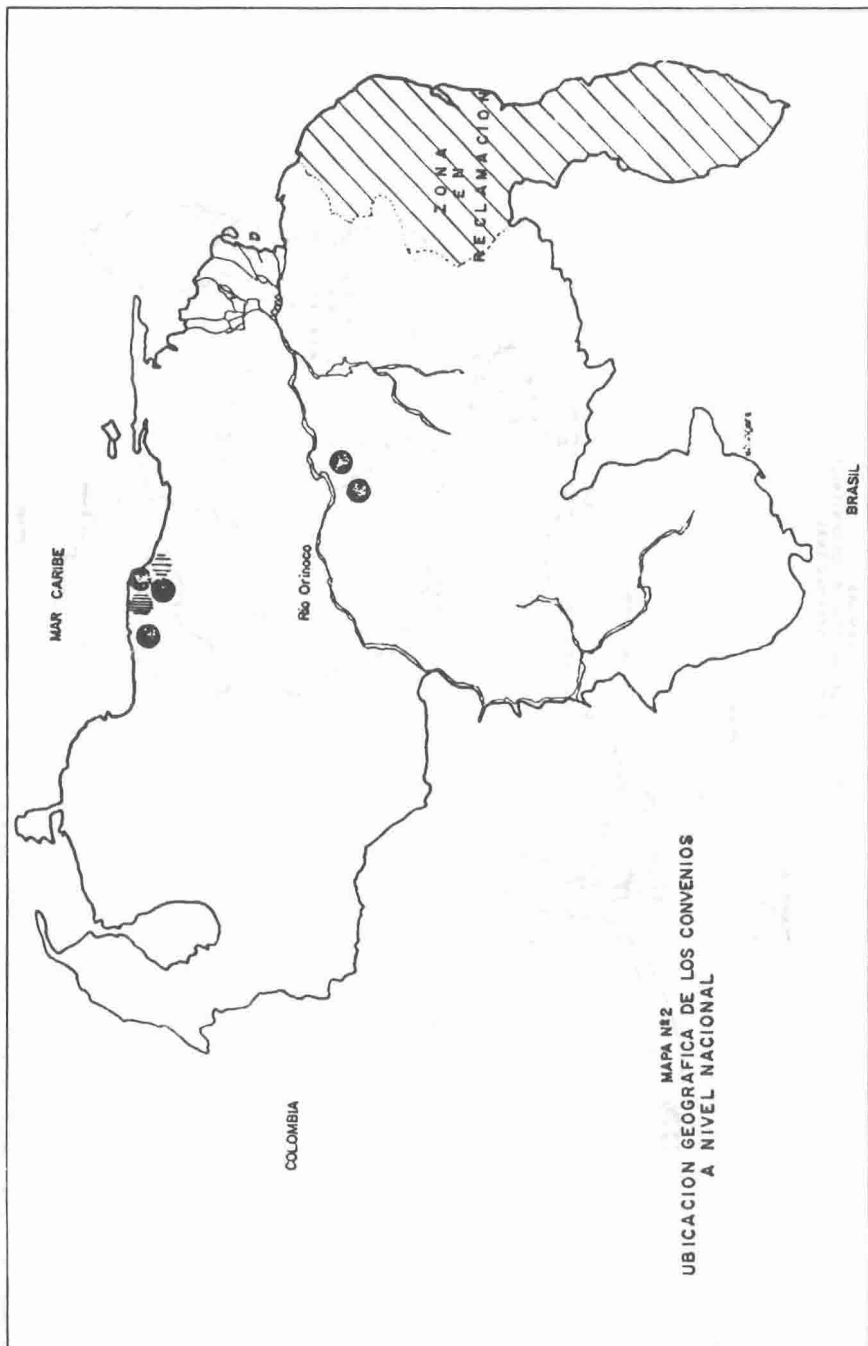 MAR CARIBE
Río Orinoco
ZONA
EN
RECLAMACION
COLOMBIA
BRASIL
MAPA Nº2
UBICACION GEOGRAFICA DE LOS CONVENIOS
A NIVEL NACIONAL